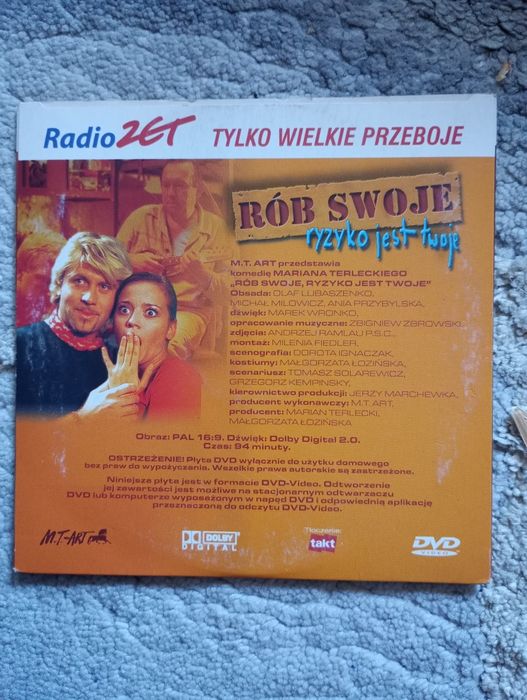 Radio ZET TYLKO WIELKIE PRZEBOJE
RÓB SWOJE
ryzyko jest twoje
M.T. ART przedstawia
komedię MARIANA TERLECKIEGO
„RÓB SWOJE, RYZYKO JEST TWOJE”
Obsada: OLAF LUBASZENKO,
MICHAŁ MILOWICZ, ANIA PRZYBYLSKA,
dźwięk: MAREK WRONKO,
opracowanie muzyczne: ZBIGNIEW ZBROWSKI,
zdjęcia: ANDRZEJ RAMLAU P.S.C.,
montaż: MILENIA FIEDLER,
scenografia: DOROTA IGNACZAK,
kostiumy: MAŁGORZATA ŁOZIŃSKA,
scenariusz: TOMASZ SOLAREWICZ,
GRZEGORZ KEMPINSKY,
kierownictwo produkcji: JERZY MARCHEWKA,
producent wykonawczy: M.T. ART,
producent: MARIAN TERLECKI,
MAŁGORZATA ŁOZIŃSKA
Obraz: PAL 16:9. Dźwięk: Dolby Digital 2.0.
Czas: 94 minuty.
OSTRZEŻENIE! Płyta DVD wyłącznie do użytku domowego
bez praw do wypożyczania. Wszelkie prawa autorskie są zastrzeżone.
Niniejsza płyta jest w formacie DVD-Video. Odtworzenie
jej zawartości jest możliwa na stacjonarnym odtwarzaczu
DVD lub komputerze wyposażonym w napęd DVD i odpowiednią aplikację
przeznaczoną do odczytu DVD-Video.
M.T.-ART
DOLBY
DIGITAL
Tłoczenie:
takt
DVD
VIDEO